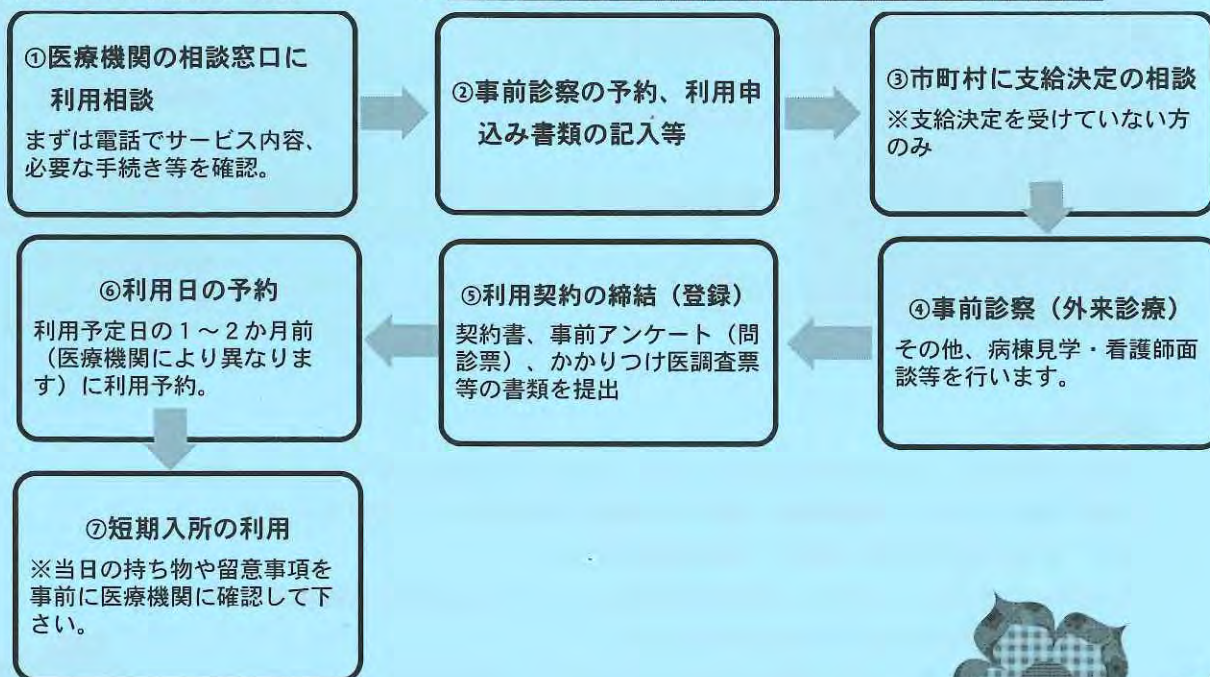 ①医療機関の相談窓口に
利用相談
まずは電話でサービス内容、
必要な手続き等を確認。
②事前診察の予約、利用申
込み書類の記入等
③市町村に支給決定の相談
※支給決定を受けていない方
のみ
④事前診察（外来診療）
その他、病棟見学・看護師面
談等を行います。
⑤利用契約の締結（登録）
契約書、事前アンケート（問
診票）、かかりつけ医調査票
等の書類を提出
⑥利用日の予約
利用予定日の１～２か月前
（医療機関により異なりま
す）に利用予約。
⑦短期入所の利用
※当日の持ち物や留意事項を
事前に医療機関に確認して下
さい。